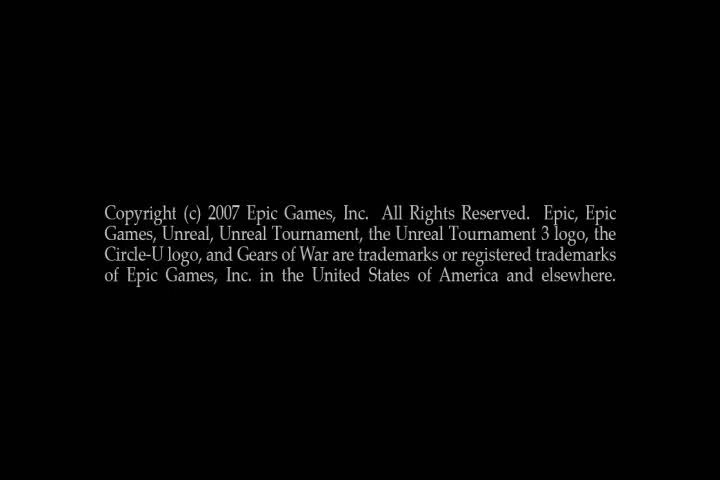 Copyright (c) 2007 Epic Games, Inc.  All Rights Reserved.  Epic, Epic
Games, Unreal, Unreal Tournament, the Unreal Tournament 3 logo, the
Circle-U logo, and Gears of War are trademarks or registered trademarks
of Epic Games, Inc. in the United States of America and elsewhere.